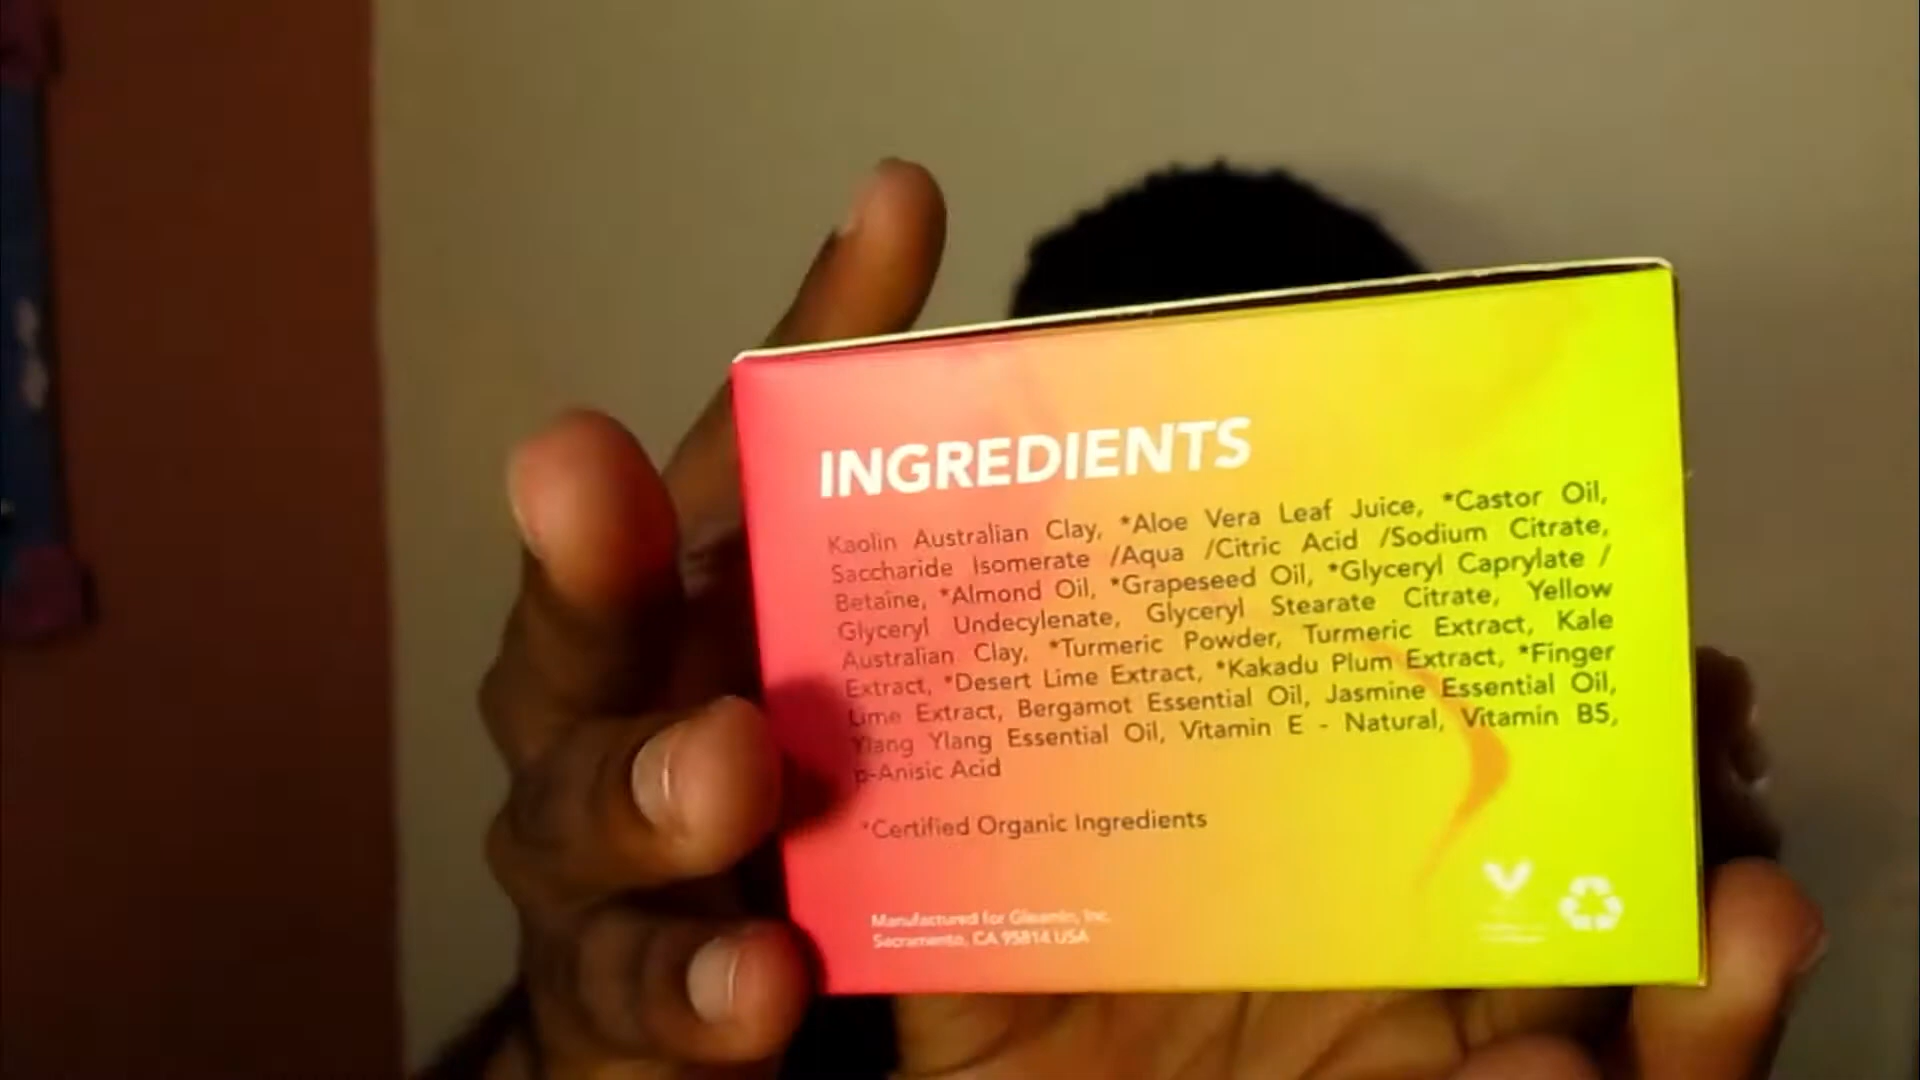 INGREDIENTS
Kaolin Australian Clay, *Aloe Vera Leaf Juice, *Castor Oil,
Saccharide Isomerate /Aqua /Citric Acid /Sodium Citrate,
Betaine, *Almond Oil, *Grapeseed Oil, *Glyceryl Caprylate /
Glyceryl Undecylenate, Glyceryl Stearate Citrate, Yellow
Australian Clay, *Turmeric Powder, Turmeric Extract, Kale
Extract, *Desert Lime Extract, *Kakadu Plum Extract, *Finger
Lime Extract, Bergamot Essential Oil, Jasmine Essential Oil,
Ylang Ylang Essential Oil, Vitamin E - Natural, Vitamin B5,
p-Anisic Acid
*Certified Organic Ingredients
Manufactured for Gleamin, Inc.
Sacramento, CA 95814 USA